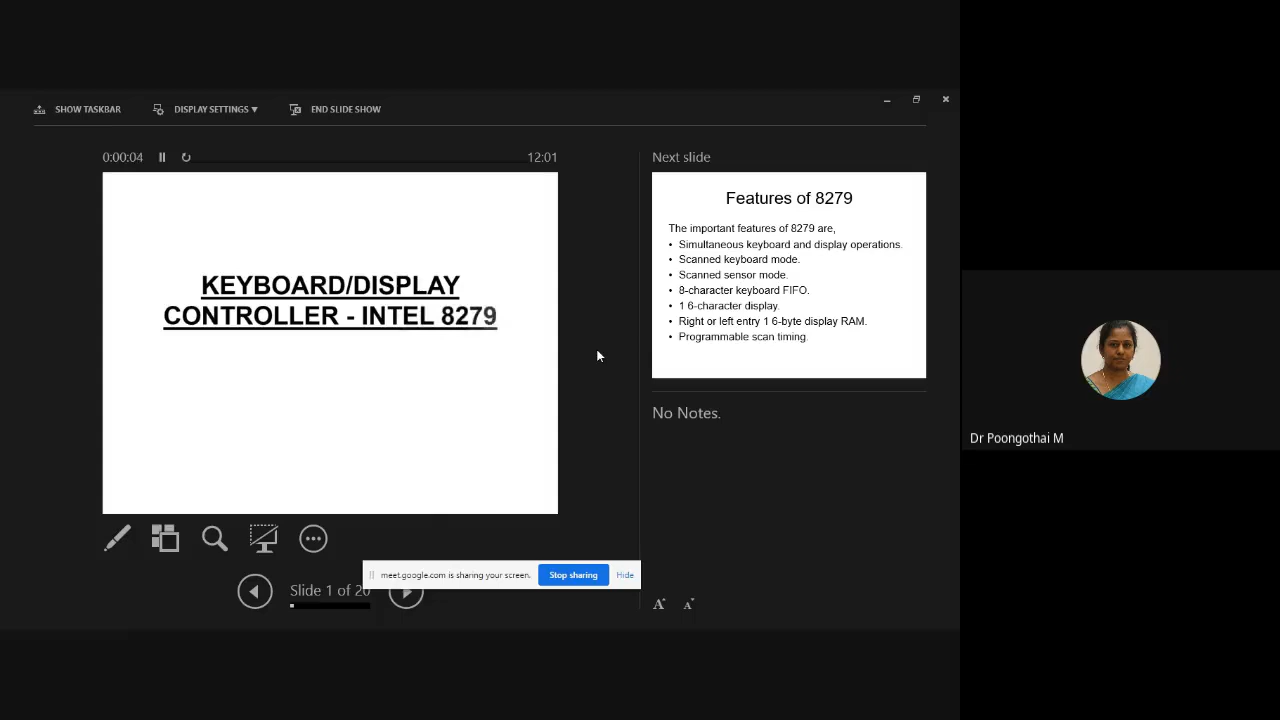 SHOW TASKBAR
DISPLAY SETTINGS
END SLIDE SHOW
0:00:04
12:01
Next slide
KEYBOARD/DISPLAY
CONTROLLER - INTEL 8279
Features of 8279
The important features of 8279 are,
• Simultaneous keyboard and display operations.
• Scanned keyboard mode.
• Scanned sensor mode.
• 8-character keyboard FIFO.
• 1 6-character display.
• Right or left entry 1 6-byte display RAM.
• Programmable scan timing.
No Notes.
Dr Poongothai M
meet.google.com is sharing your screen.
Stop sharing
Hide
Slide 1 of 20
A A